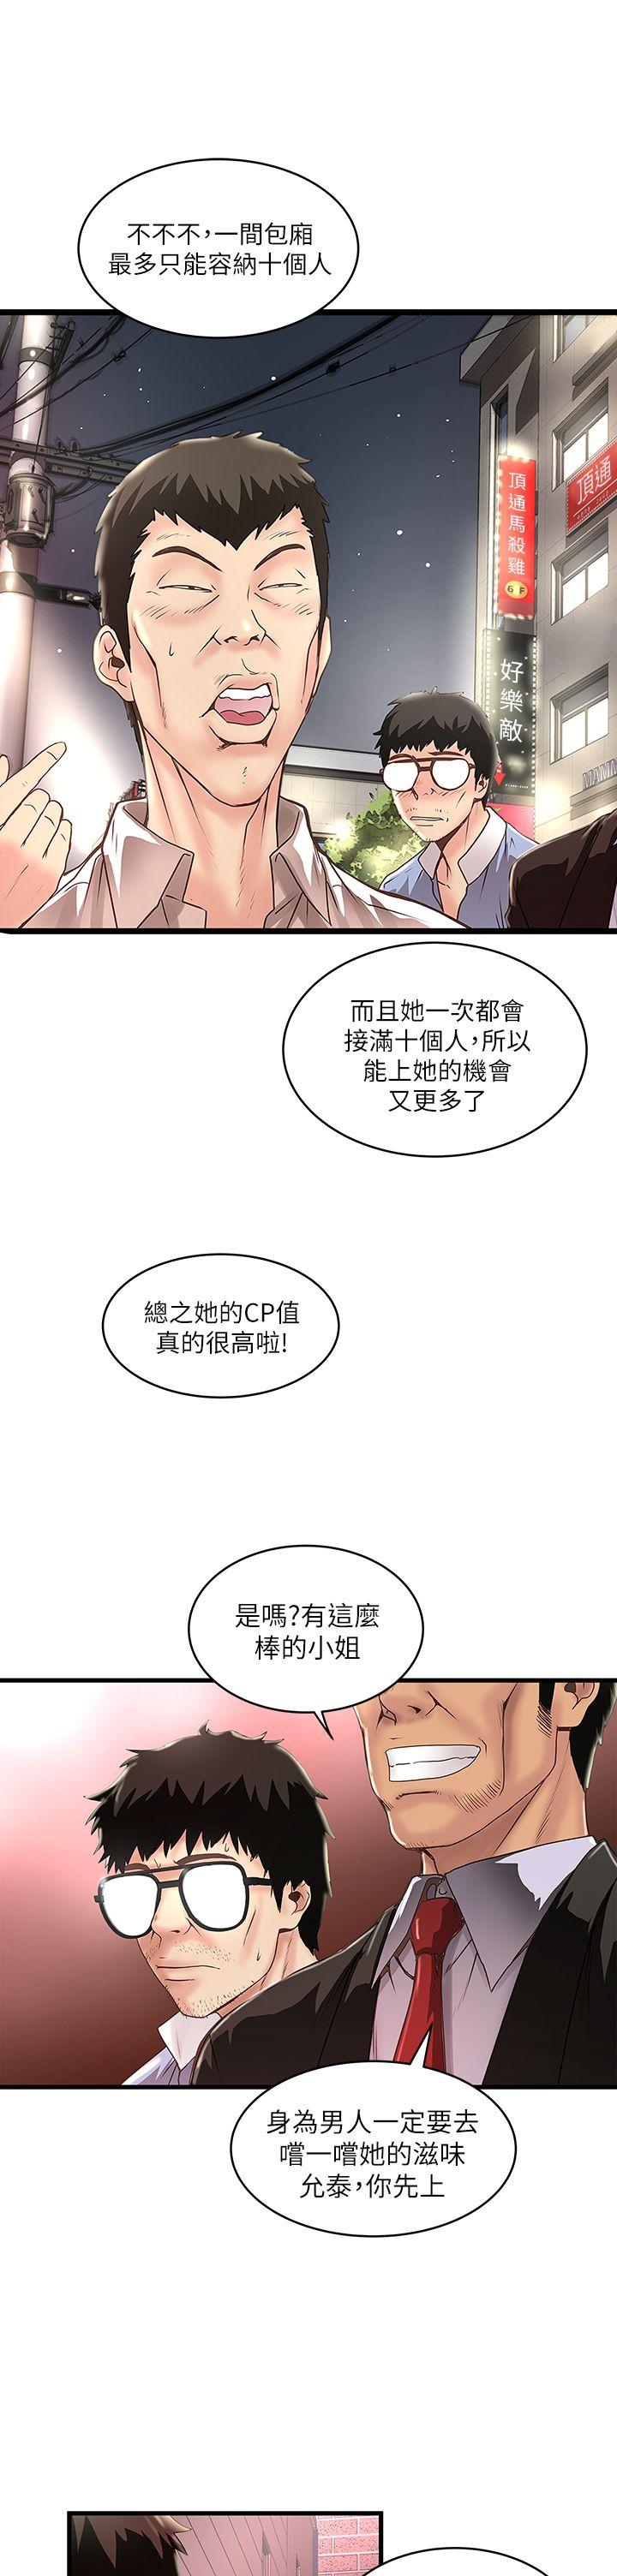 不不不，一間包廂
最多只能容納十個人
頂通
頂通馬殺雞
GF
好樂敵
MAMM
而且她一次都會
接滿十個人，所以
能上她的機會
又更多了
總之她的CP值
真的很高啦!
是嗎?有這麼
棒的小姐
身為男人一定要去
嚐一嚐她的滋味
允泰，你先上